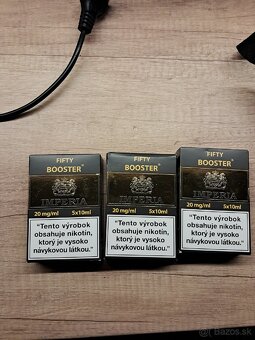 FIFTY
BOOSTER
IMPERIA
20 mg/ml 5x10ml
"Tento výrobok
obsahuje nikotín,
ktorý je vysoko
návykovou látkou."
FIFTY
BOOSTER
IMPERIA
20 mg/ml 5x10ml
"Tento výrobok
obsahuje nikotín,
ktorý je vysoko
návykovou látkou."
FIFTY
BOOSTER
IMPERIA
20 mg/ml 5x10ml
"Tento výrobok
obsahuje nikotín,
ktorý je vysoko
návykovou látkou."
Bazos.sk